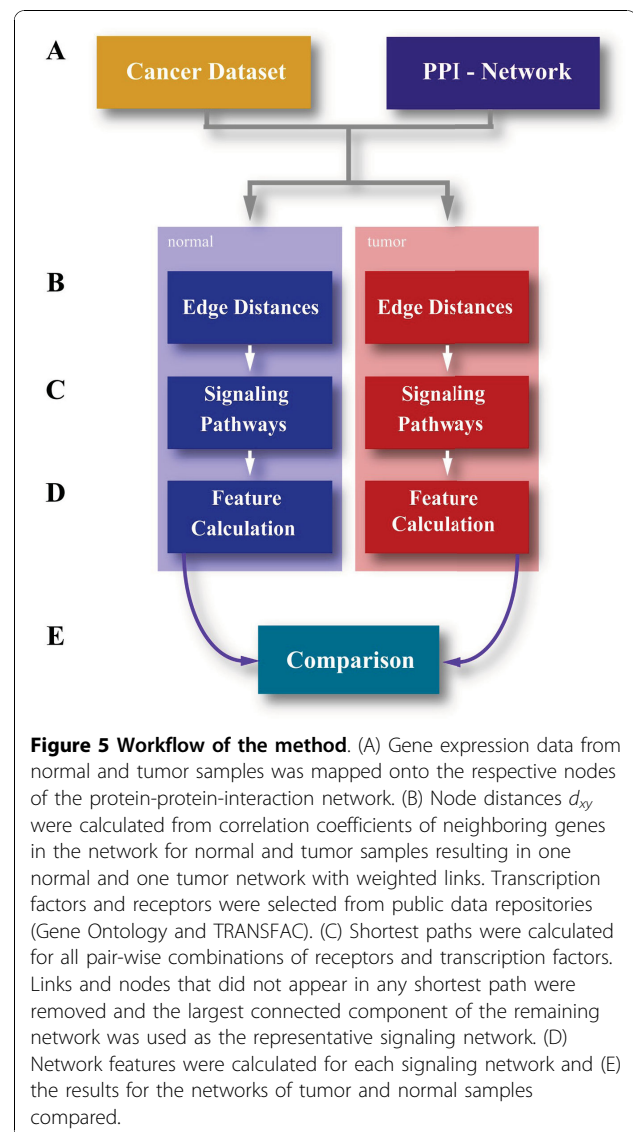 A
Cancer Dataset
PPI - Network
normal
tumor
B
Edge Distances
Edge Distances
C
Signaling
Pathways
Signaling
Pathways
D
Feature
Calculation
Feature
Calculation
E
Comparison
Figure 5 Workflow of the method. (A) Gene expression data from
normal and tumor samples was mapped onto the respective nodes
of the protein-protein-interaction network. (B) Node distances dxy
were calculated from correlation coefficients of neighboring genes
in the network for normal and tumor samples resulting in one
normal and one tumor network with weighted links. Transcription
factors and receptors were selected from public data repositories
(Gene Ontology and TRANSFAC). (C) Shortest paths were calculated
for all pair-wise combinations of receptors and transcription factors.
Links and nodes that did not appear in any shortest path were
removed and the largest connected component of the remaining
network was used as the representative signaling network. (D)
Network features were calculated for each signaling network and (E)
the results for the networks of tumor and normal samples
compared.